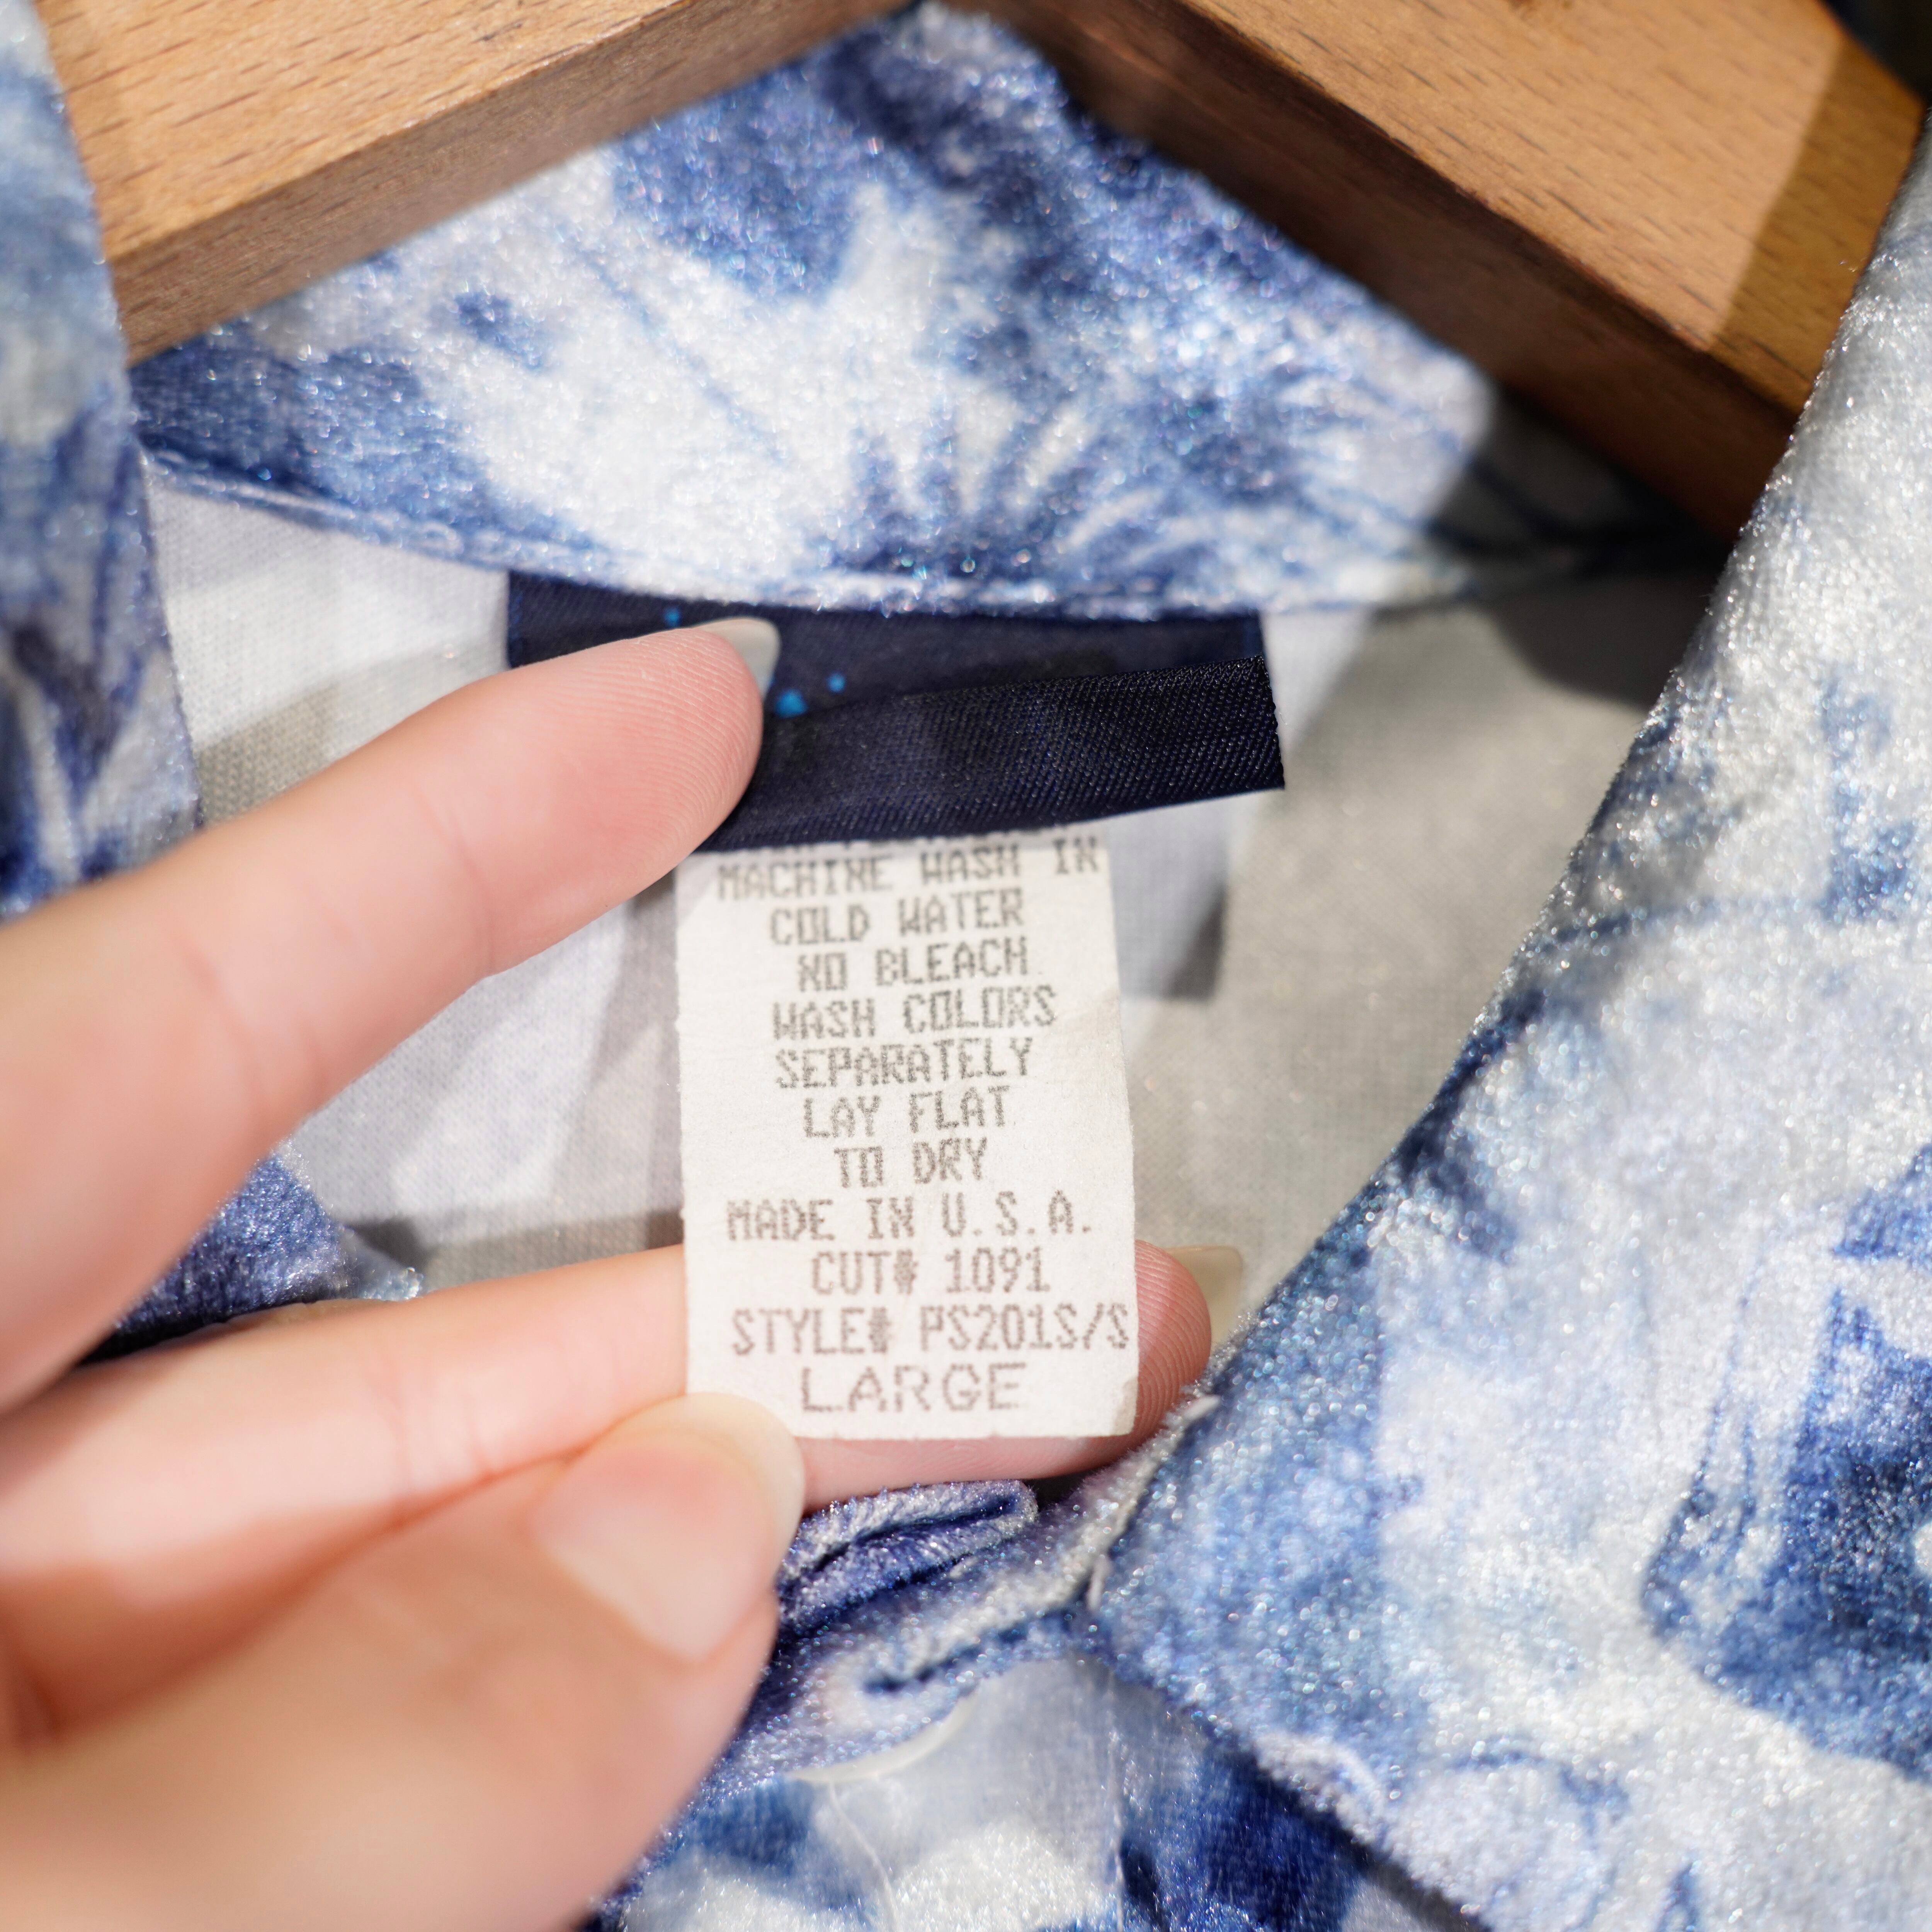 MACHINE WASH IN
COLD WATER
NO BLEACH
WASH COLORS
SEPARATELY
LAY FLAT
TO DRY
MADE IN U.S.A.
CUT# 1091
STYLE# PS201S/S
LARGE